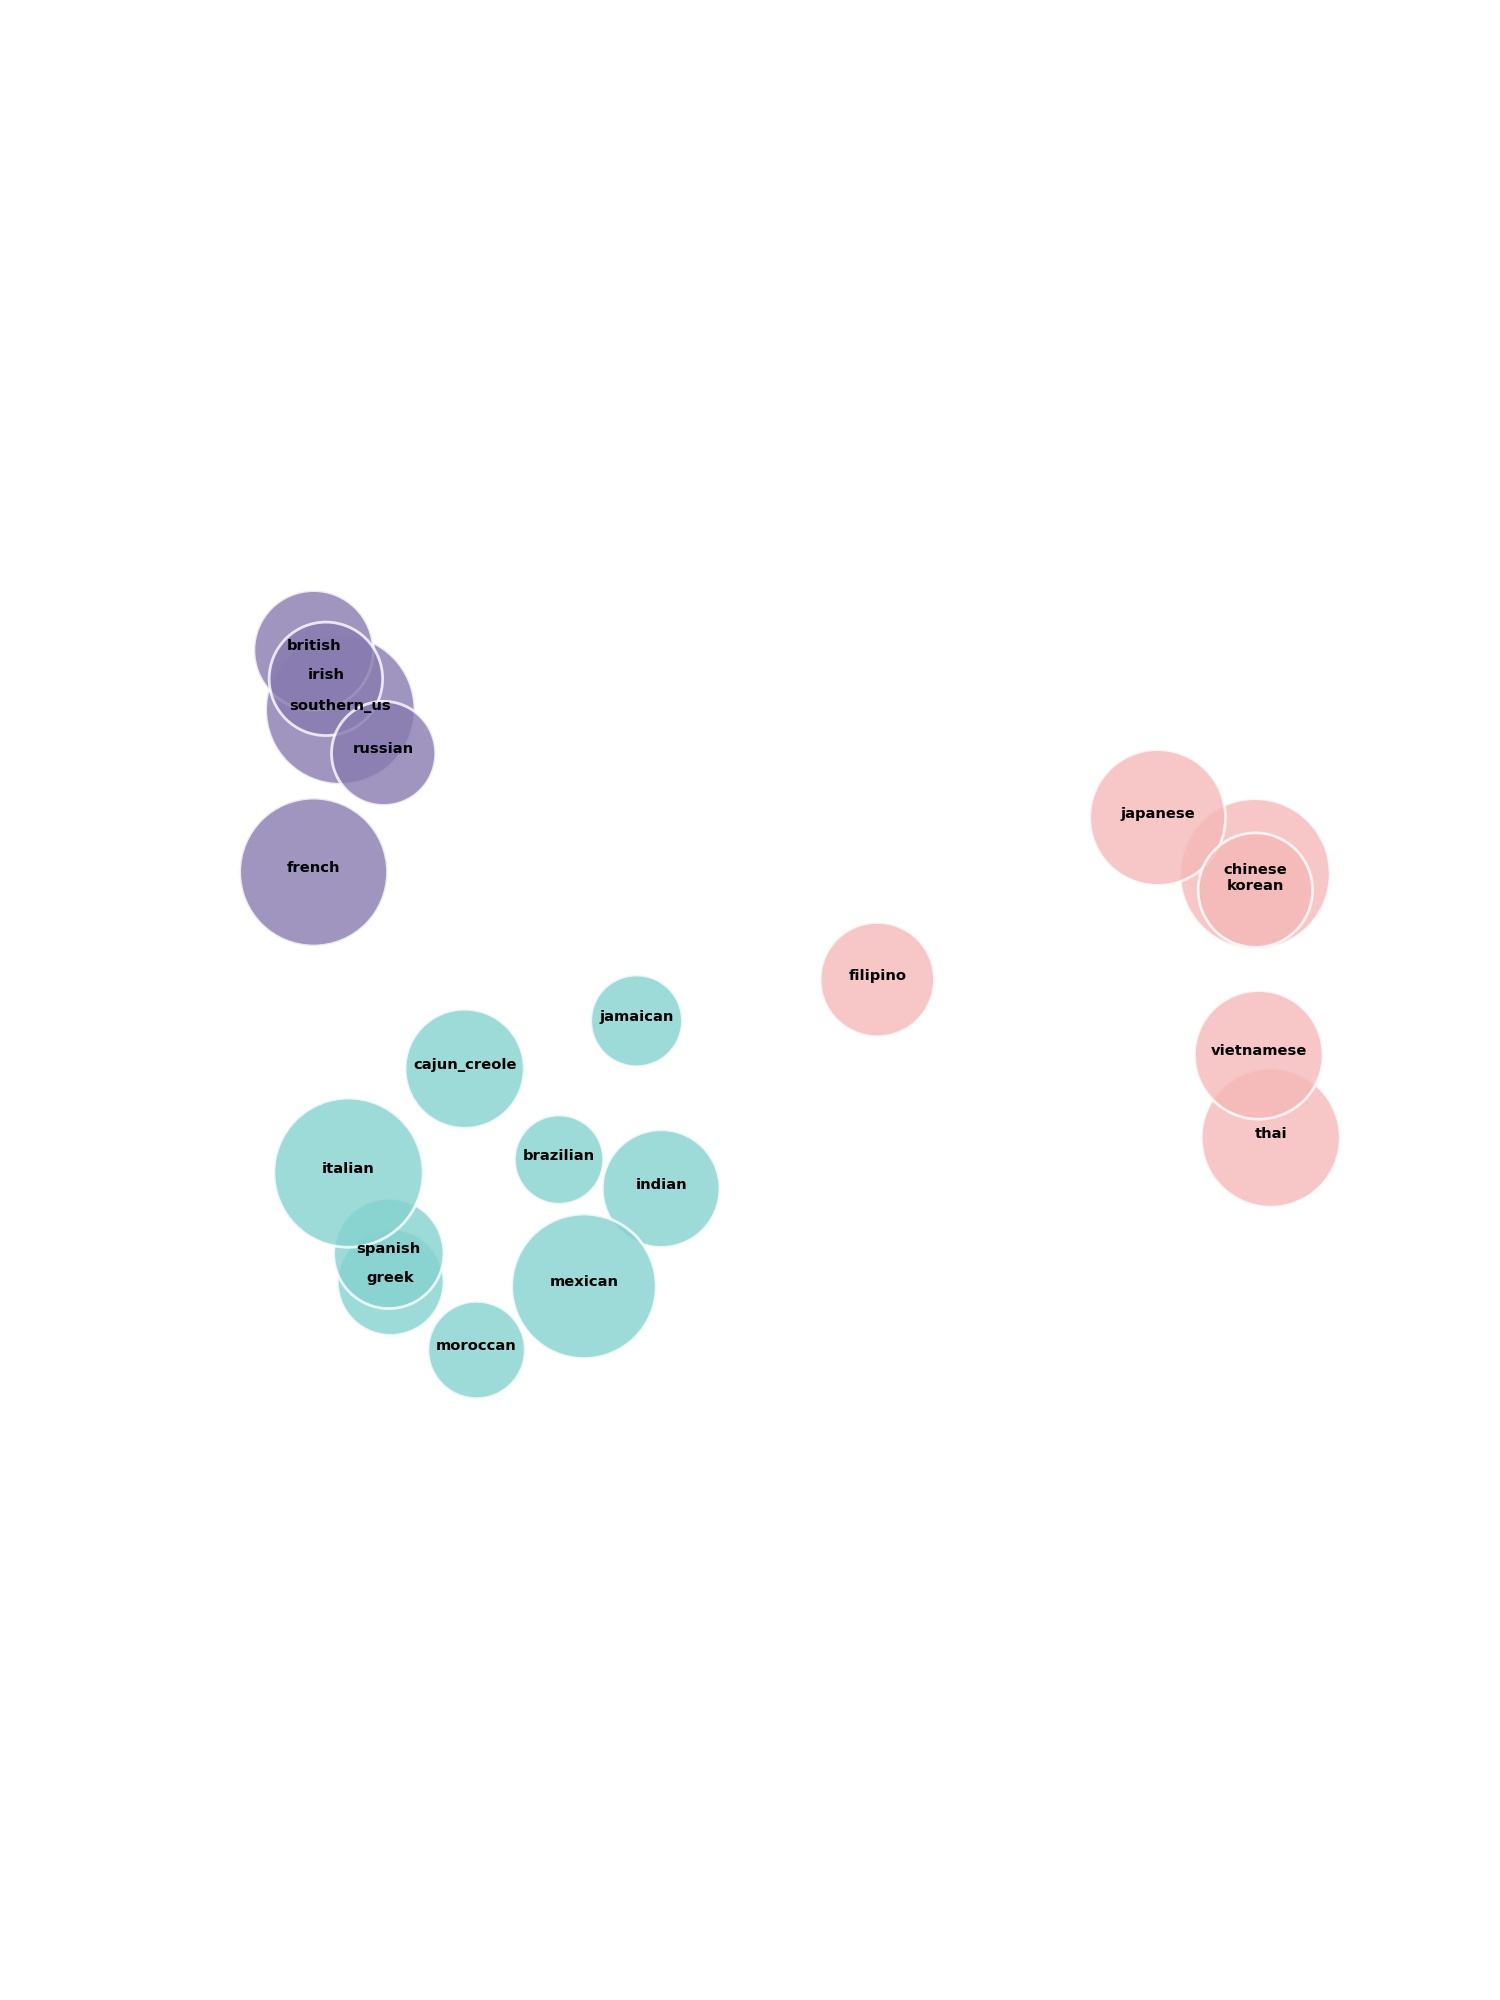 british
irish
southern_us
russian
french
japanese
chinese
korean
filipino
jamaican
cajun_creole
vietnamese
thai
brazilian
italian
indian
spanish
greek
mexican
moroccan